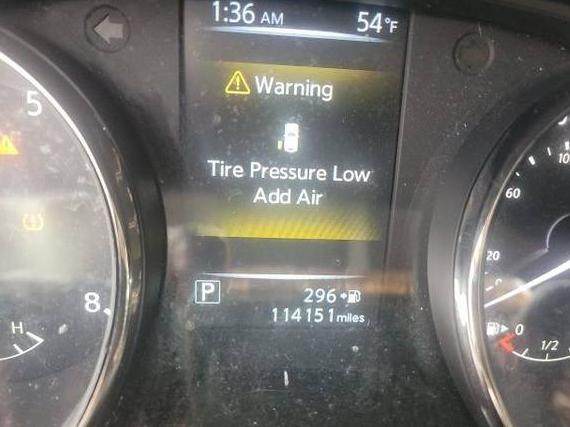 1:36 AM 54°F
Warning
Tire Pressure Low
Add Air
P 296
114151 miles
5
8
H
10
60
20
0
1/2